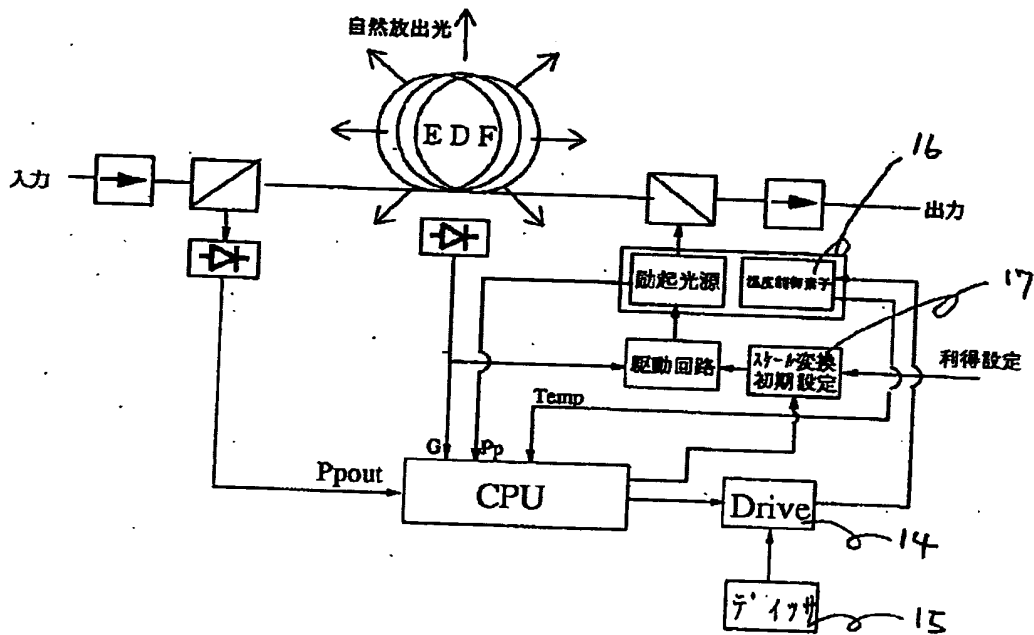 自然放出光
EDF
入力
出力
16
励起光源
温度制御素子
17
駆動回路
スケール変換
初期設定
利得設定
Temp
G
Pp
Ppout
CPU
Drive
14
ディッサ
15